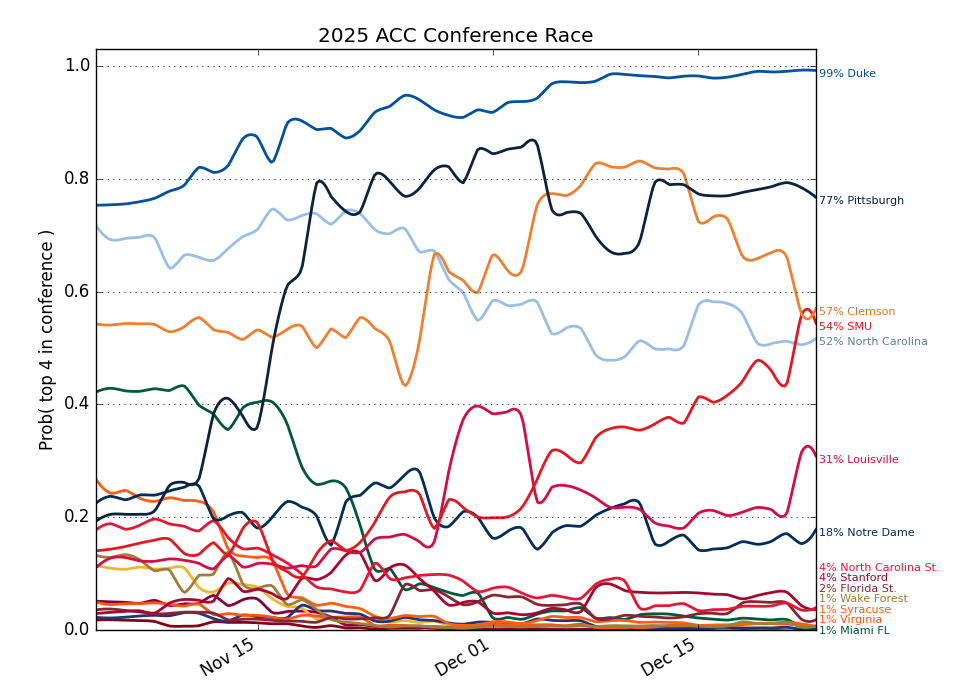 2025 ACC Conference Race
Prob( top 4 in conference )
1.0
0.8
0.6
0.4
0.2
0.0
Nov 15
Dec 01
Dec 15
99% Duke
77% Pittsburgh
57% Clemson
54% SMU
52% North Carolina
31% Louisville
18% Notre Dame
4% North Carolina St.
4% Stanford
2% Florida St.
1% Wake Forest
1% Syracuse
1% Virginia
1% Miami FL